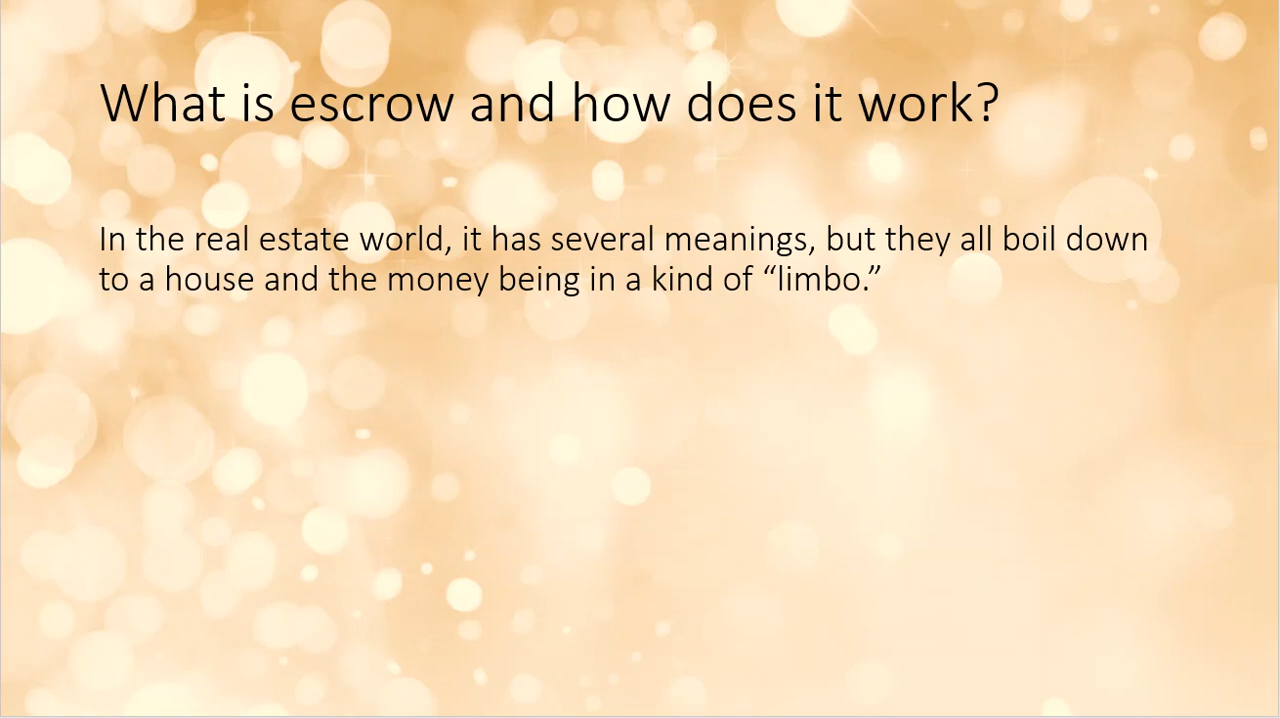 What is escrow and how does it work?
In the real estate world, it has several meanings, but they all boil down
to a house and the money being in a kind of “limbo.”